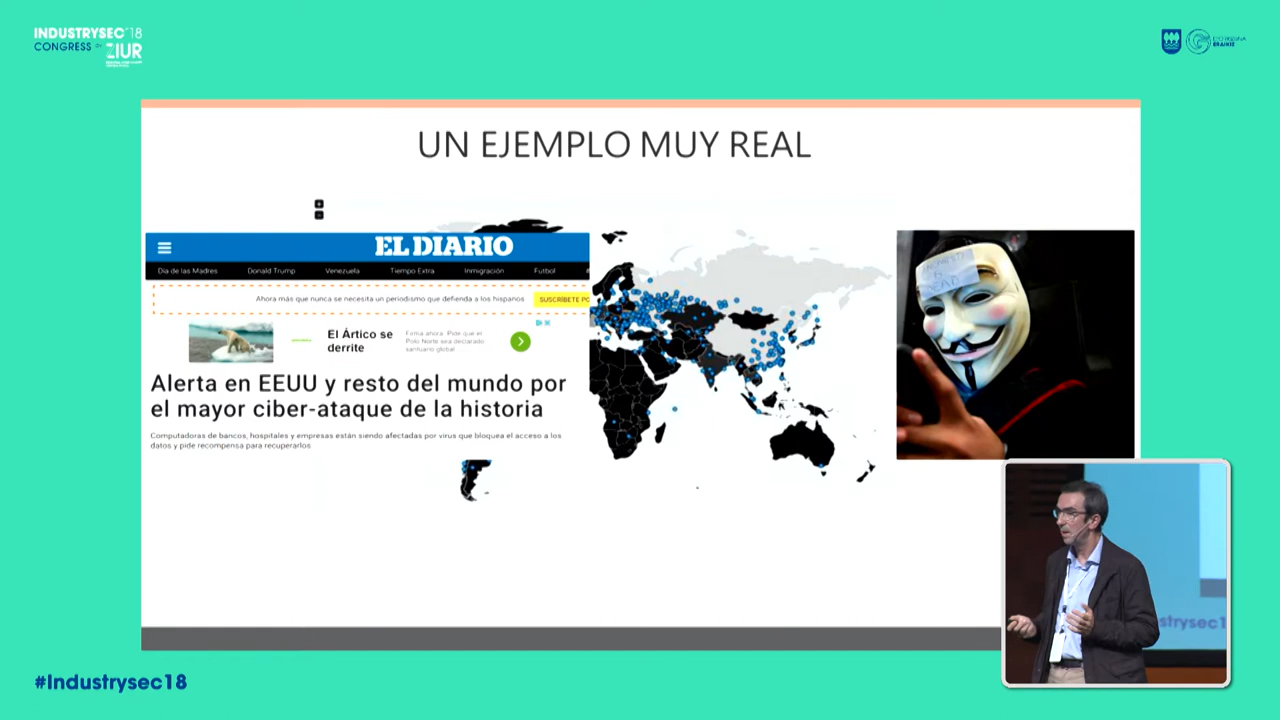 INDUSTRYSEC'18
CONGRESS BY ZIUR
UN EJEMPLO MUY REAL
EL DIARIO
Día de las Madres Donald Trump Venezuela Tiempo Extra Inmigración Futbol
Ahora más que nunca se necesita un periodismo que defienda a los hispanos
SUSCRÍBETE PO
El Ártico se
derrite
Firma ahora. Pide que el
Polo Norte sea declarado
santuario global
Alerta en EEUU y resto del mundo por
el mayor ciber-ataque de la historia
Computadoras de bancos, hospitales y empresas están siendo afectadas por virus que bloquea el acceso a los
datos y pide recompensa para recuperarlos
strysec1
#Industrysec18